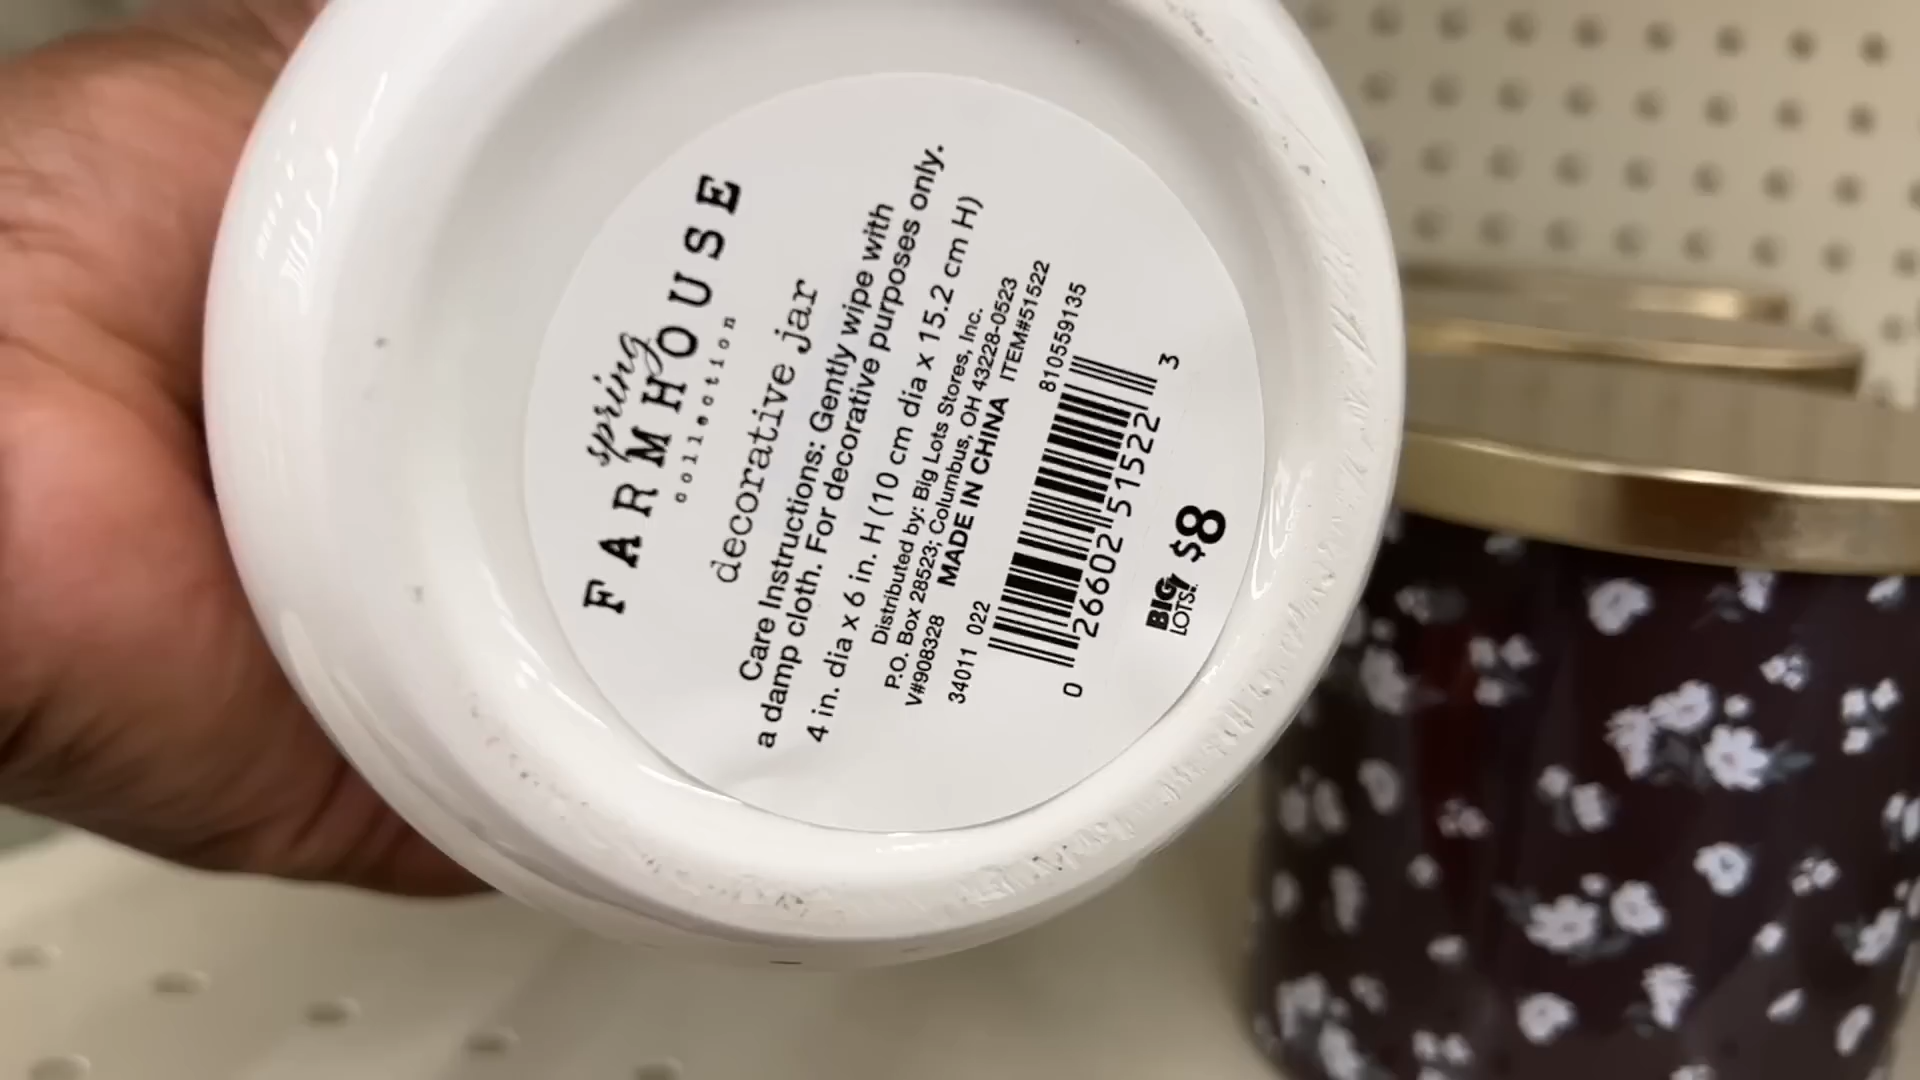 spring
FARMHOUSE
collection
decorative jar
Care Instructions: Gently wipe with
a damp cloth. For decorative purposes only.
4 in. dia x 6 in. H (10 cm dia x 15.2 cm H)
Distributed by: Big Lots Stores, Inc.
P.O. Box 28523; Columbus, OH 43228-0523
V#908328 MADE IN CHINA ITEM#51522
34011 022 810559135
0 26602 51522 3
BIG LOTS! $8